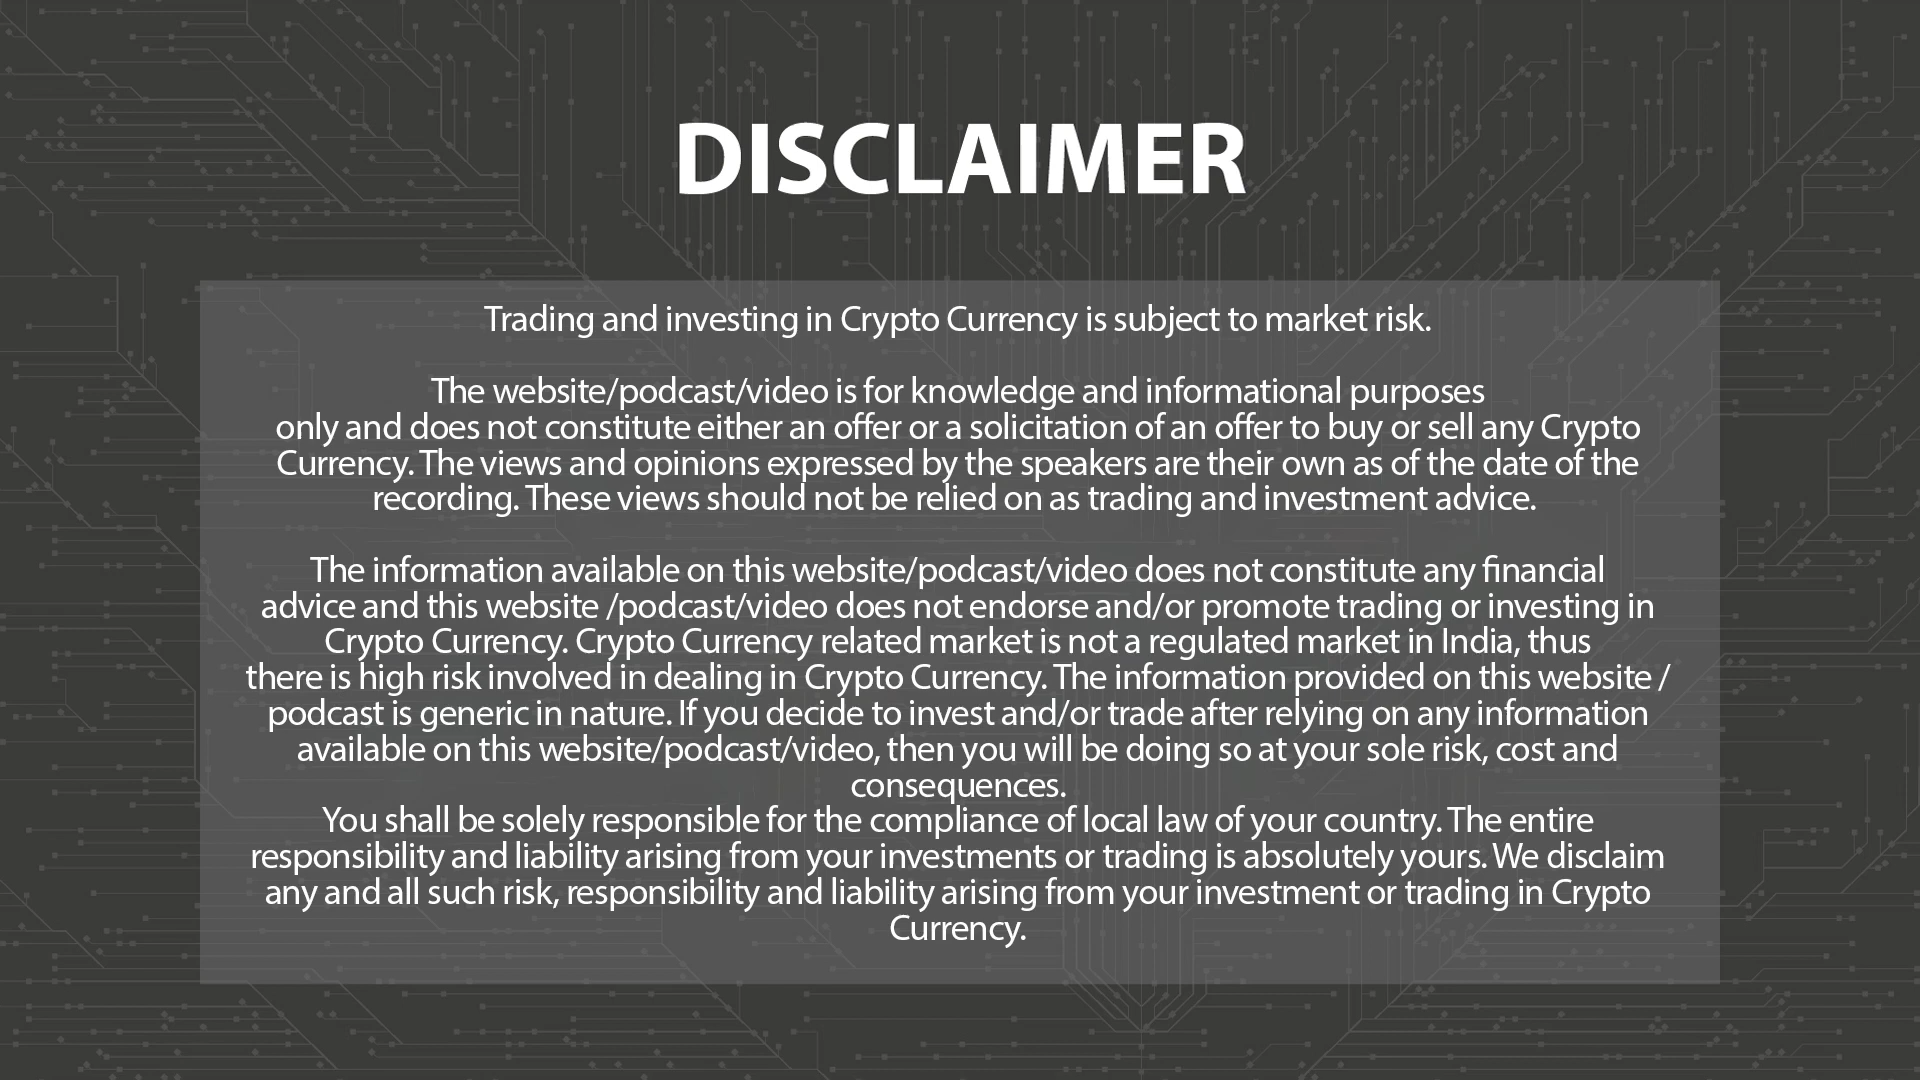 DISCLAIMER
Trading and investing in Crypto Currency is subject to market risk.
The website/podcast/video is for knowledge and informational purposes
only and does not constitute either an offer or a solicitation of an offer to buy or sell any Crypto
Currency. The views and opinions expressed by the speakers are their own as of the date of the
recording. These views should not be relied on as trading and investment advice.
The information available on this website/podcast/video does not constitute any financial
advice and this website /podcast/video does not endorse and/or promote trading or investing in
Crypto Currency. Crypto Currency related market is not a regulated market in India, thus
there is high risk involved in dealing in Crypto Currency. The information provided on this website /
podcast is generic in nature. If you decide to invest and/or trade after relying on any information
available on this website/podcast/video, then you will be doing so at your sole risk, cost and
consequences.
You shall be solely responsible for the compliance of local law of your country. The entire
responsibility and liability arising from your investments or trading is absolutely yours. We disclaim
any and all such risk, responsibility and liability arising from your investment or trading in Crypto
Currency.